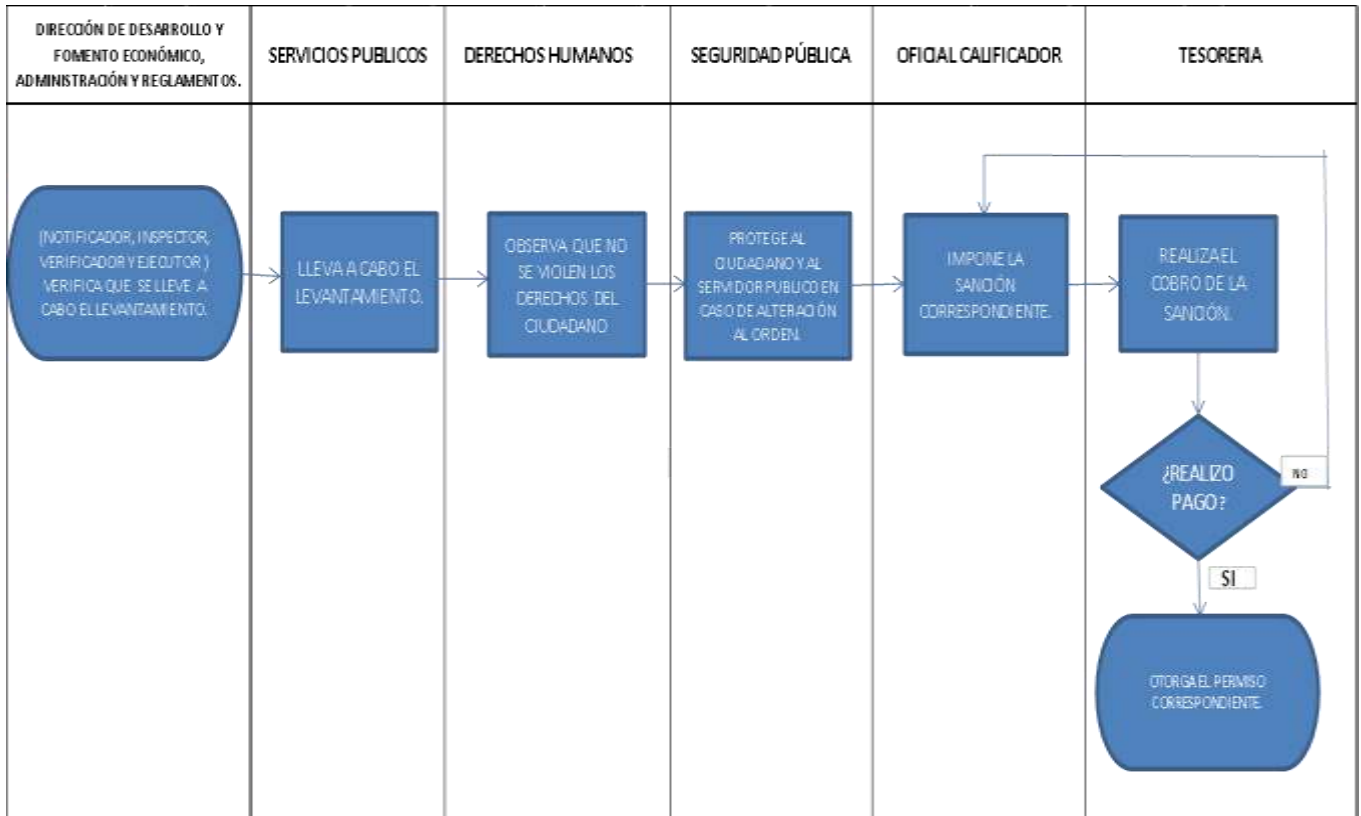 DIRECCIÓN DE DESARROLLO Y
FOMENTO ECONÓMICO,
ADMINISTRACIÓN Y REGLAMENTOS.
SERVICIOS PUBLICOS
DERECHOS HUMANOS
SEGURIDAD PÚBLICA
OFICIAL CALIFICADOR
TESORERIA
(NOTIFICADOR, INSPECTOR,
VERIFICADOR Y EJECUTOR )
VERIFICA QUE SE LLEVE A
CABO EL LEVANTAMIENTO.
LLEVA A CABO EL
LEVANTAMIENTO.
OBSERVA QUE NO
SE VIOLEN LOS
DERECHOS DEL
CIUDADANO
PROTEGE AL
CIUDADANO Y AL
SERVIDOR PUBLICO EN
CASO DE ALTERACIÓN
AL ORDEN.
IMPONE LA
SANCIÓN
CORRESPONDIENTE.
REALIZA EL
COBRO DE LA
SANCIÓN.
¿REALIZO
PAGO?
NO
SI
OTORGA EL PERMISO
CORRESPONDIENTE.